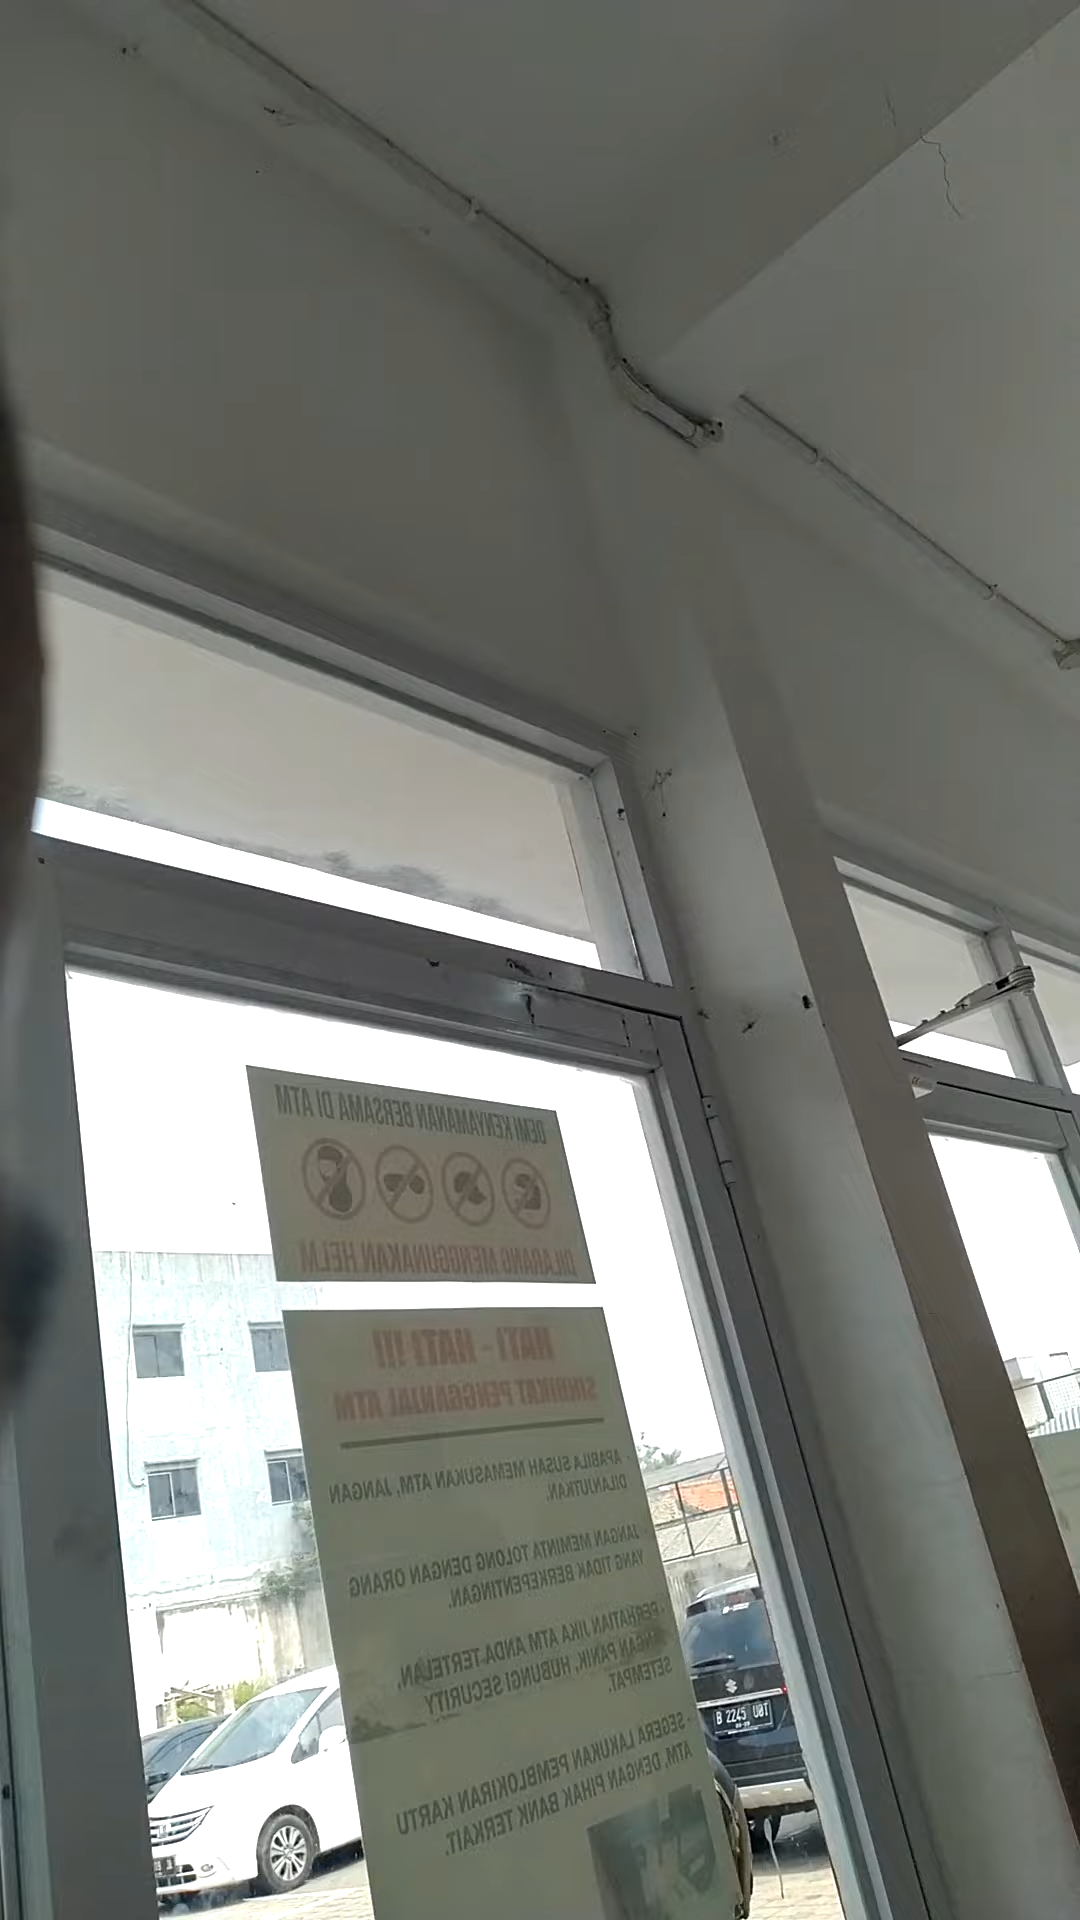 DEMI KENYAMANAN BERSAMA DI ATM
DILARANG MENGGUNAKAN HELM
HATI - HATI !!!
SINDIKAT PENGGANJAL ATM
- APABILA SUSAH MEMASUKAN ATM, JANGAN
DILANJUTKAN.
- JANGAN MEMINTA TOLONG DENGAN ORANG
YANG TIDAK BERKEPENTINGAN.
- PERHATIAN JIKA ATM ANDA TERTELAN,
JANGAN PANIK, HUBUNGI SECURITY
SETEMPAT.
- SEGERA LAKUKAN PEMBLOKIRAN KARTU
ATM, DENGAN PIHAK BANK TERKAIT.
B 2245 UOT